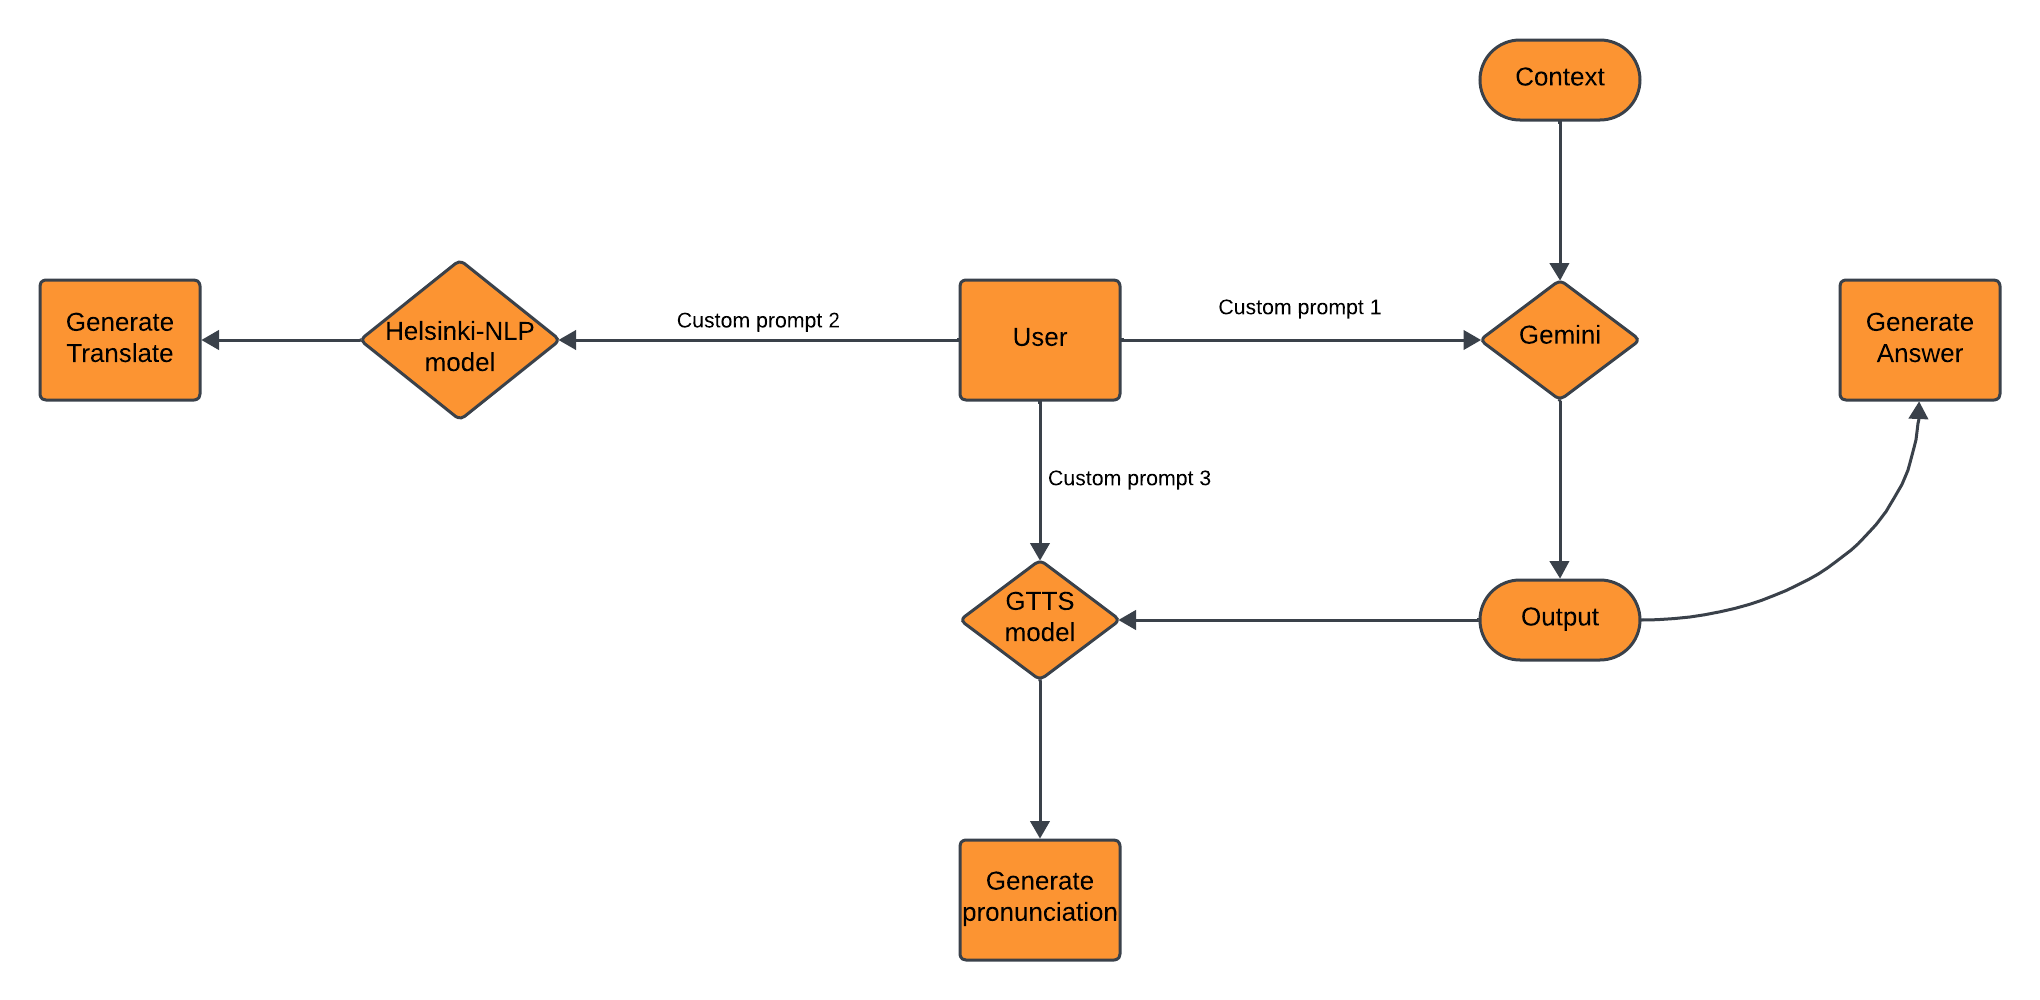 Context
Generate
Translate
Helsinki-NLP
model
Custom prompt 2
User
Custom prompt 1
Gemini
Generate
Answer
Custom prompt 3
GTTS
model
Output
Generate
pronunciation